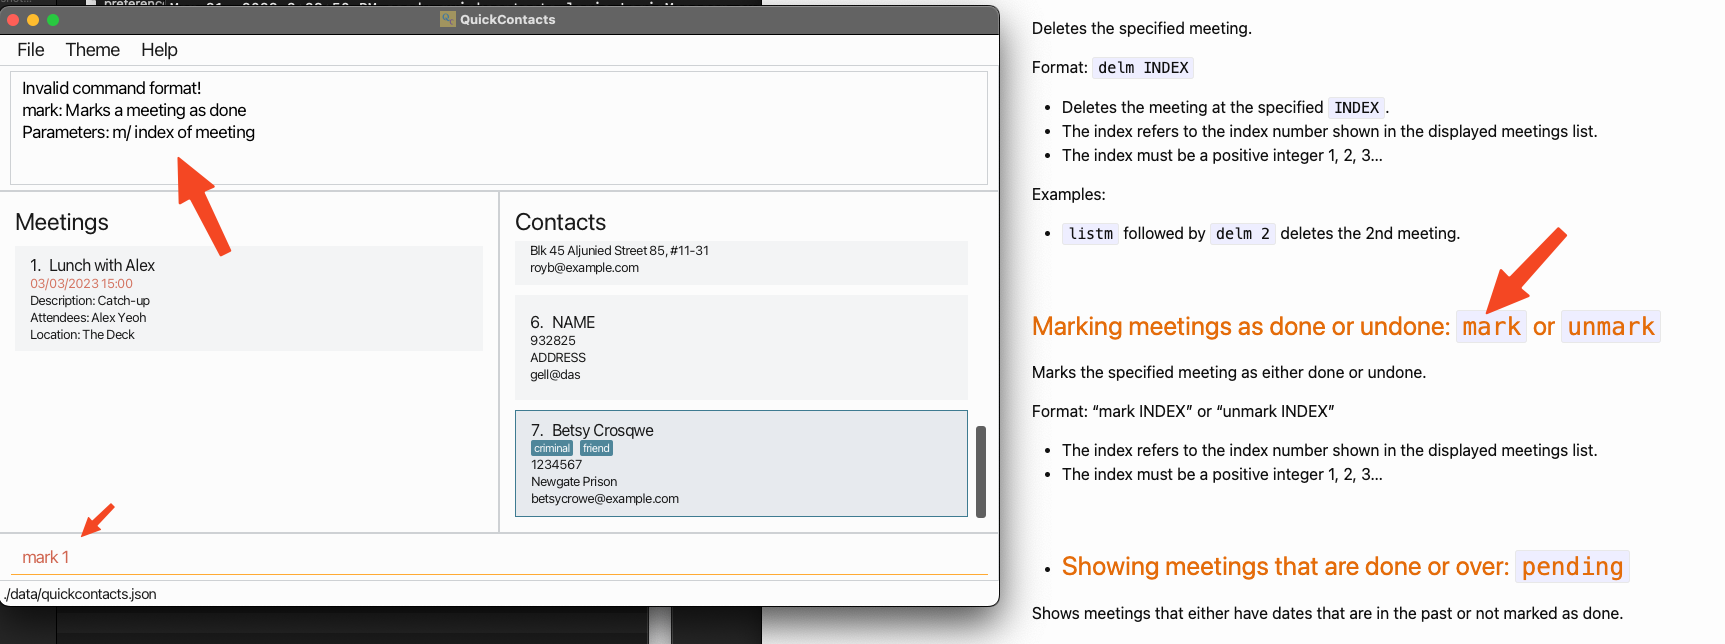 QuickContacts
File Theme Help
Invalid command format!
mark: Marks a meeting as done
Parameters: m/ index of meeting
Meetings
1. Lunch with Alex
03/03/2023 15:00
Description: Catch-up
Attendees: Alex Yeoh
Location: The Deck
Contacts
Blk 45 Aljunied Street 85, #11-31
royb@example.com
6. NAME
932825
ADDRESS
gell@das
7. Betsy Crosqwe
criminal friend
1234567
Newgate Prison
betsycrowe@example.com
mark 1
./data/quickcontacts.json
Deletes the specified meeting.
Format: delm INDEX
• Deletes the meeting at the specified INDEX.
• The index refers to the index number shown in the displayed meetings list.
• The index must be a positive integer 1, 2, 3…
Examples:
• listm followed by delm 2 deletes the 2nd meeting.
Marking meetings as done or undone: mark or unmark
Marks the specified meeting as either done or undone.
Format: “mark INDEX” or “unmark INDEX”
• The index refers to the index number shown in the displayed meetings list.
• The index must be a positive integer 1, 2, 3…
• Showing meetings that are done or over: pending
Shows meetings that either have dates that are in the past or not marked as done.